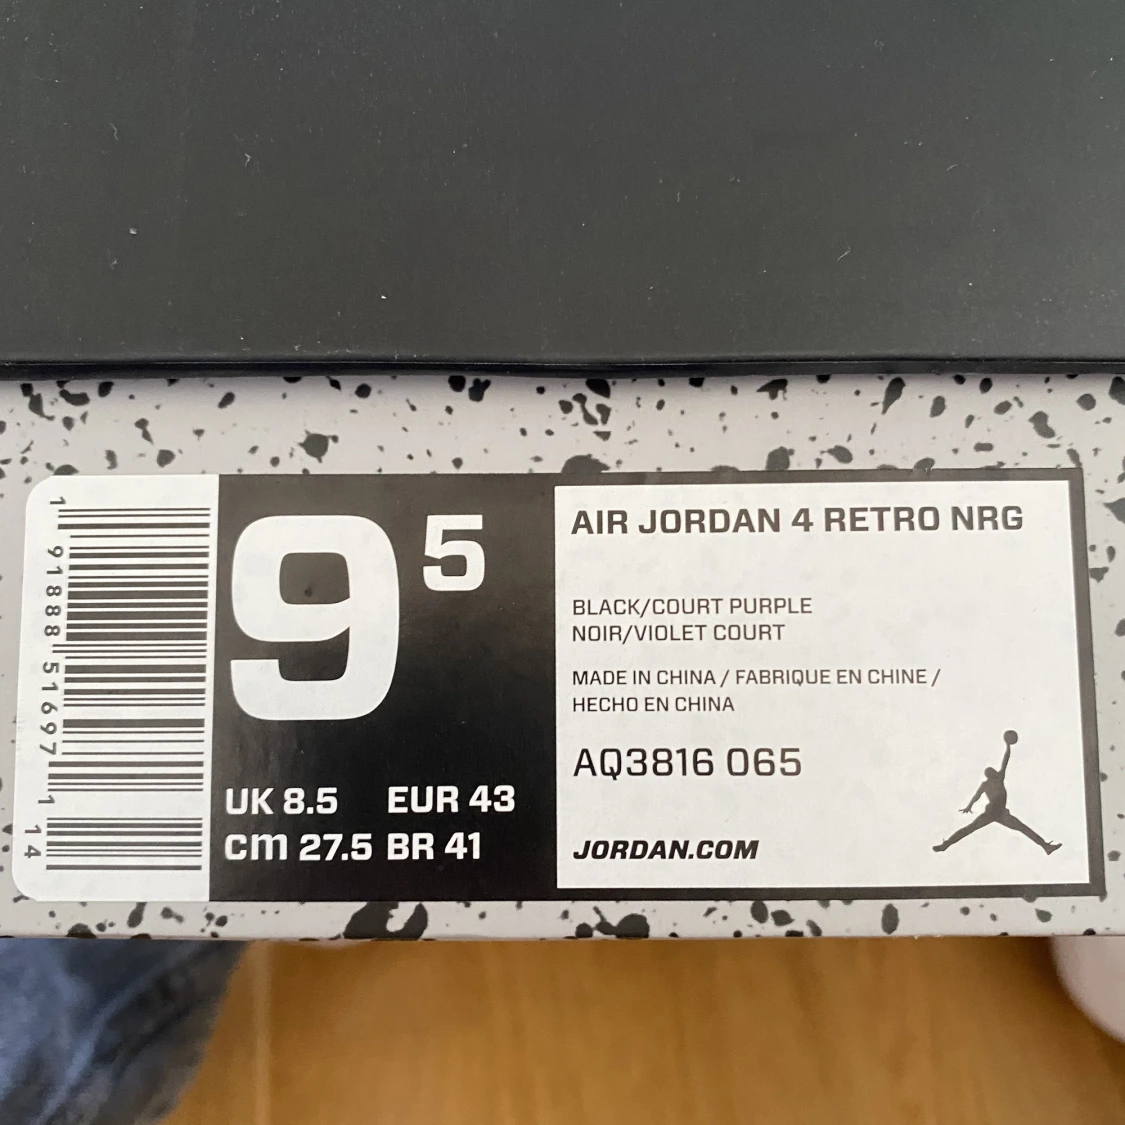 1 91888 51697 1 14
9 5
UK 8.5 EUR 43
cm 27.5 BR 41
AIR JORDAN 4 RETRO NRG
BLACK/COURT PURPLE
NOIR/VIOLET COURT
MADE IN CHINA / FABRIQUE EN CHINE /
HECHO EN CHINA
AQ3816 065
JORDAN.COM